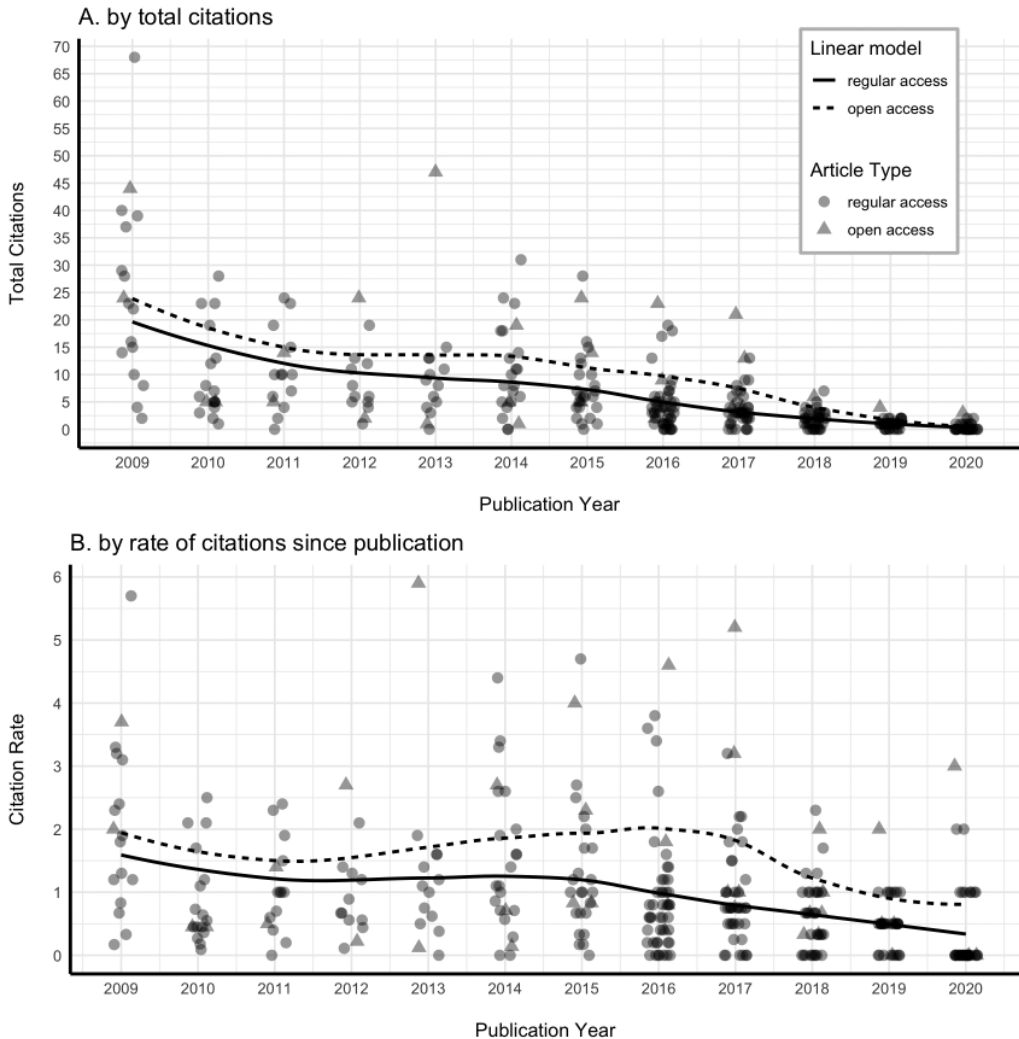 A. by total citations
70
65
60
55
50
45
40
35
30
25
20
15
10
5
0
Total Citations
Linear model
regular access
open access
Article Type
regular access
open access
2009 2010 2011 2012 2013 2014 2015 2016 2017 2018 2019 2020
Publication Year
B. by rate of citations since publication
6
5
4
3
2
1
0
Citation Rate
2009 2010 2011 2012 2013 2014 2015 2016 2017 2018 2019 2020
Publication Year